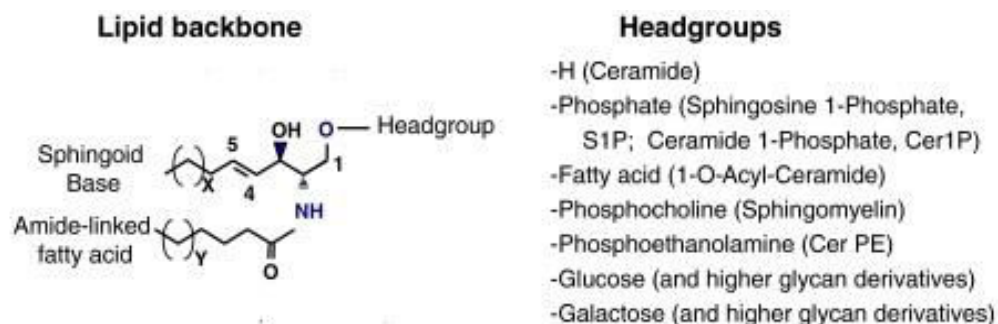 Lipid backbone
Headgroups
5
OH
O
Headgroup
1
Sphingoid
Base
X
4
NH
Amide-linked
fatty acid
Y
O
-H (Ceramide)
-Phosphate (Sphingosine 1-Phosphate,
S1P; Ceramide 1-Phosphate, Cer1P)
-Fatty acid (1-O-Acyl-Ceramide)
-Phosphocholine (Sphingomyelin)
-Phosphoethanolamine (Cer PE)
-Glucose (and higher glycan derivatives)
-Galactose (and higher glycan derivatives)